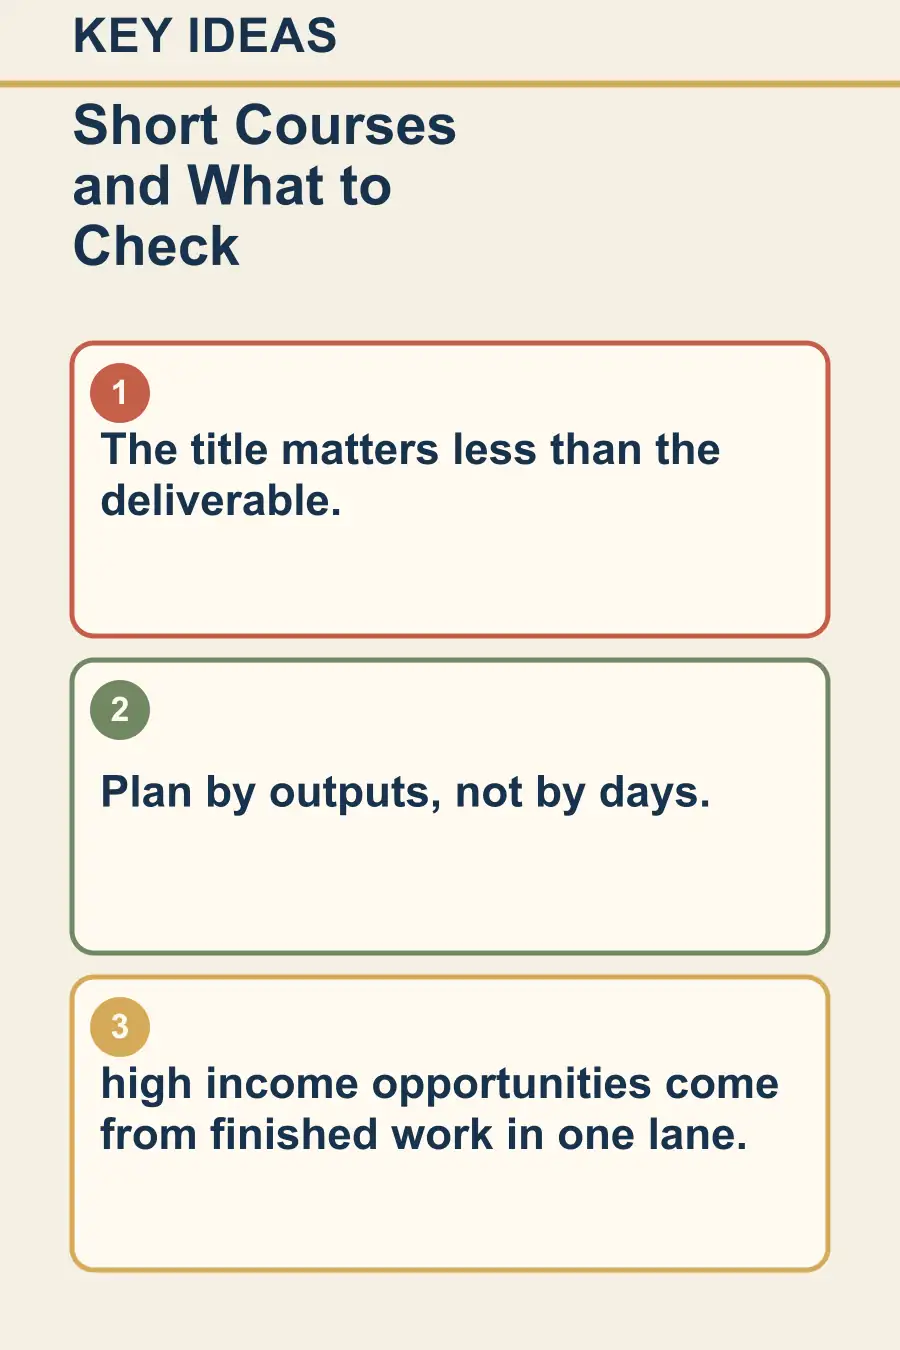 KEY IDEAS
Short Courses
and What to
Check
1
The title matters less than the
deliverable.
2
Plan by outputs, not by days.
3
high income opportunities come
from finished work in one lane.